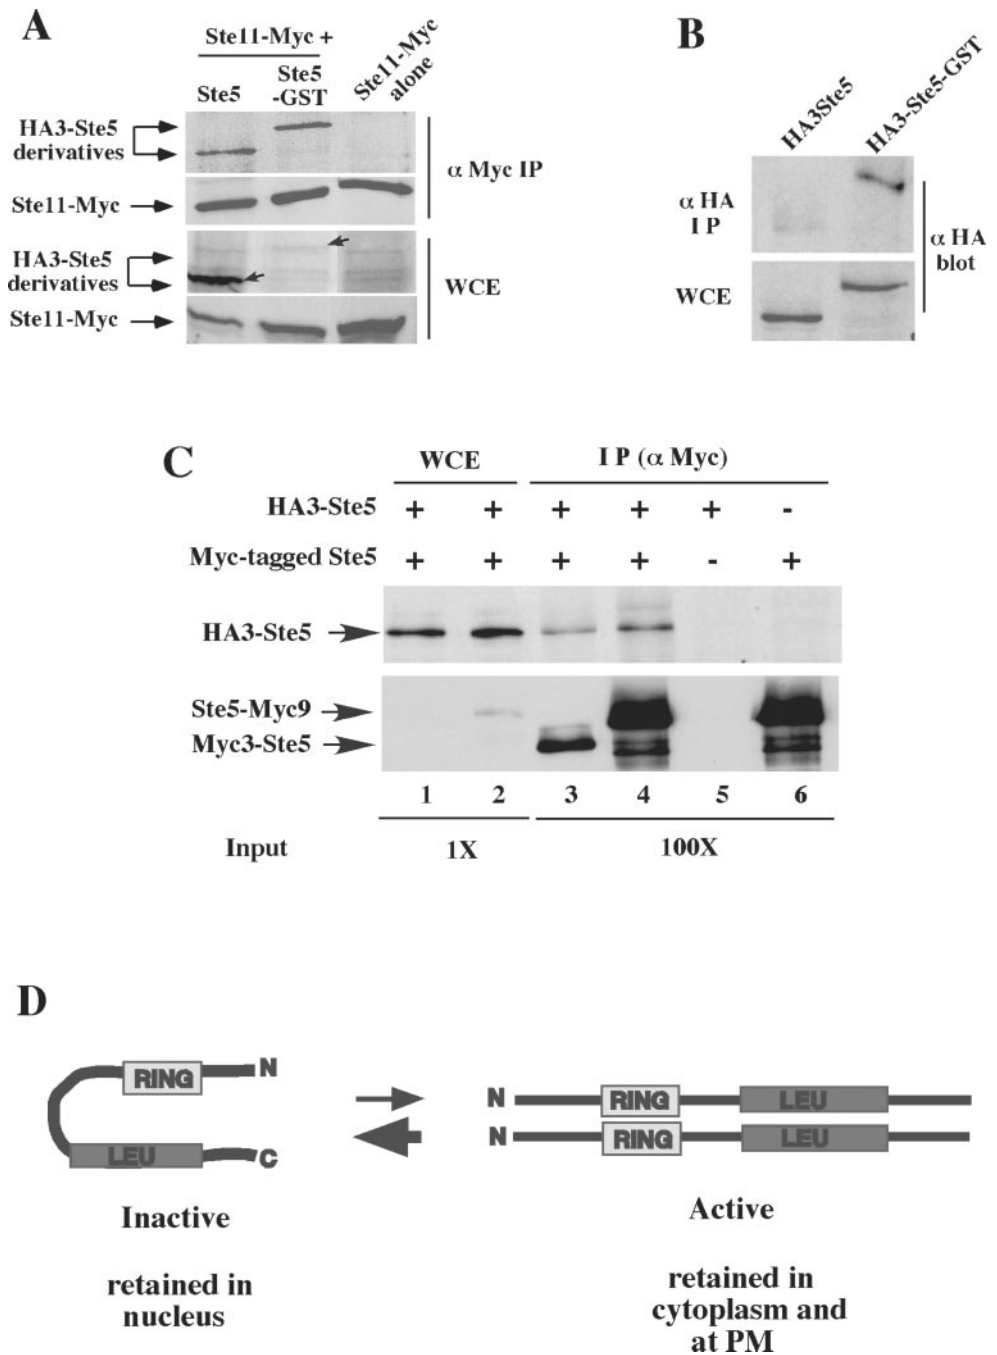 A
Ste11-Myc +
Ste5
Ste5
-GST
Ste11-Myc
alone
HA3-Ste5
derivatives
α Myc IP
Ste11-Myc
HA3-Ste5
derivatives
WCE
Ste11-Myc
B
HA3Ste5
HA3-Ste5-GST
α HA
I P
α HA
blot
WCE
C
WCE
I P (α Myc)
HA3-Ste5 + + + + + -
Myc-tagged Ste5 + + + + - +
HA3-Ste5
Ste5-Myc9
Myc3-Ste5
1 2 3 4 5 6
Input 1X 100X
D
RING N
LEU C
N RING LEU
N RING LEU
Inactive
Active
retained in
nucleus
retained in
cytoplasm and
at PM